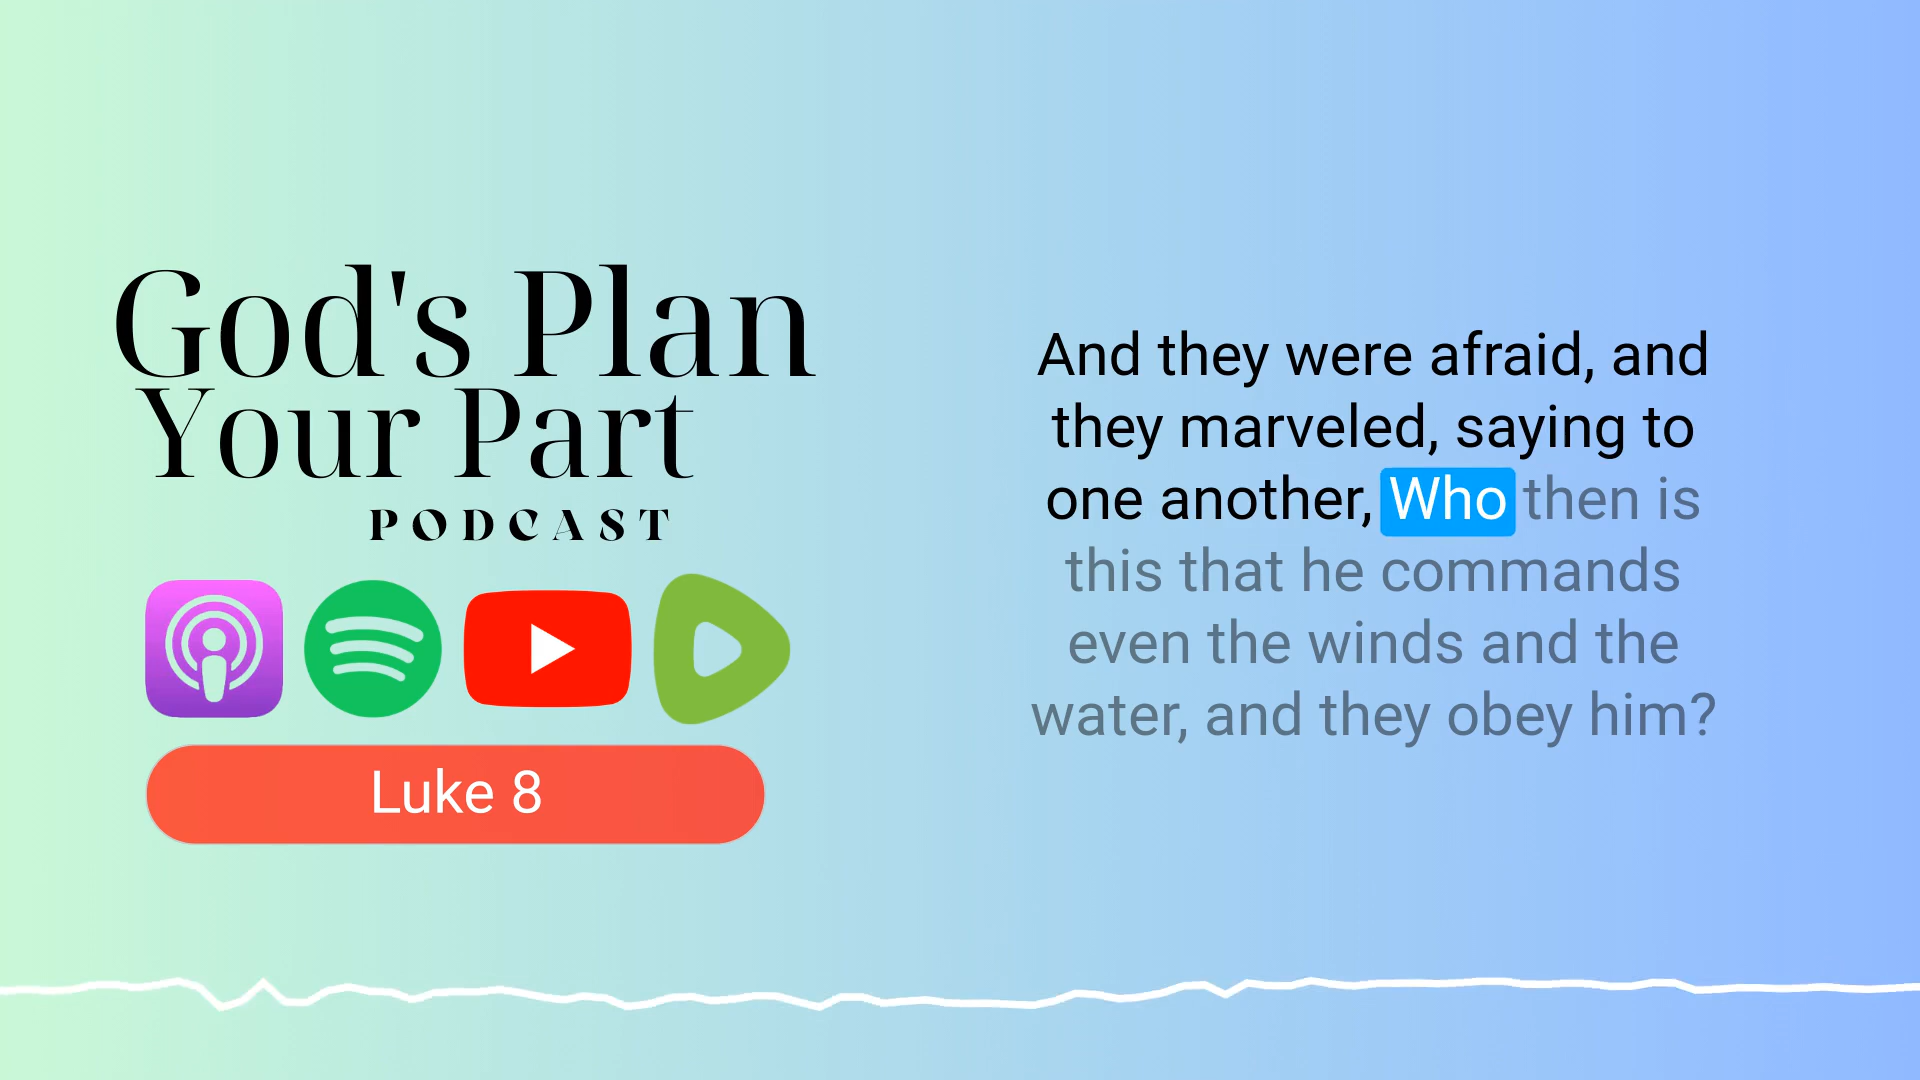 God's Plan
Your Part
PODCAST
Luke 8
And they were afraid, and
they marveled, saying to
one another, Who then is
this that he commands
even the winds and the
water, and they obey him?